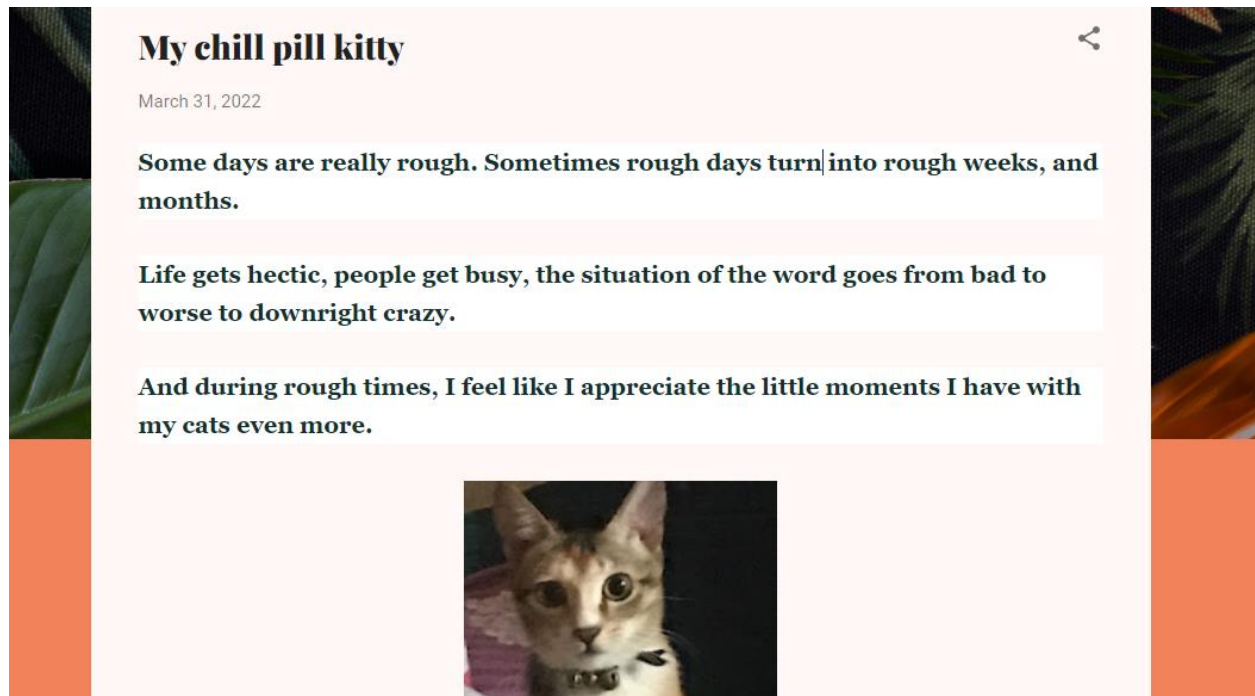 My chill pill kitty
March 31, 2022
Some days are really rough. Sometimes rough days turn into rough weeks, and
months.
Life gets hectic, people get busy, the situation of the word goes from bad to
worse to downright crazy.
And during rough times, I feel like I appreciate the little moments I have with
my cats even more.